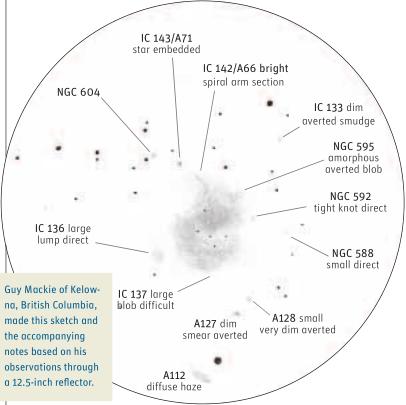 IC 143/A71
star embedded
IC 142/A66 bright
spiral arm section
NGC 604
IC 133 dim
averted smudge
NGC 595
amorphous
averted blob
NGC 592
tight knot direct
IC 136 large
lump direct
NGC 588
small direct
Guy Mackie of Kelow-
na, British Columbia,
made this sketch and
the accompanying
notes based on his
observations through
a 12.5-inch reflector.
IC 137 large
blob difficult
A128 small
very dim averted
A127 dim
smear averted
A112
diffuse haze